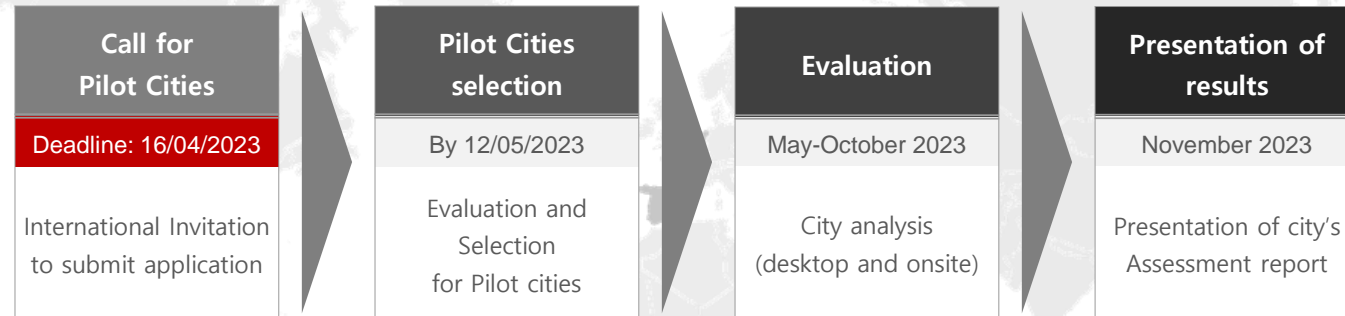 Call for
Pilot Cities
Deadline: 16/04/2023
International Invitation
to submit application
Pilot Cities
selection
By 12/05/2023
Evaluation and
Selection
for Pilot cities
Evaluation
May-October 2023
City analysis
(desktop and onsite)
Presentation of
results
November 2023
Presentation of city's
Assessment report